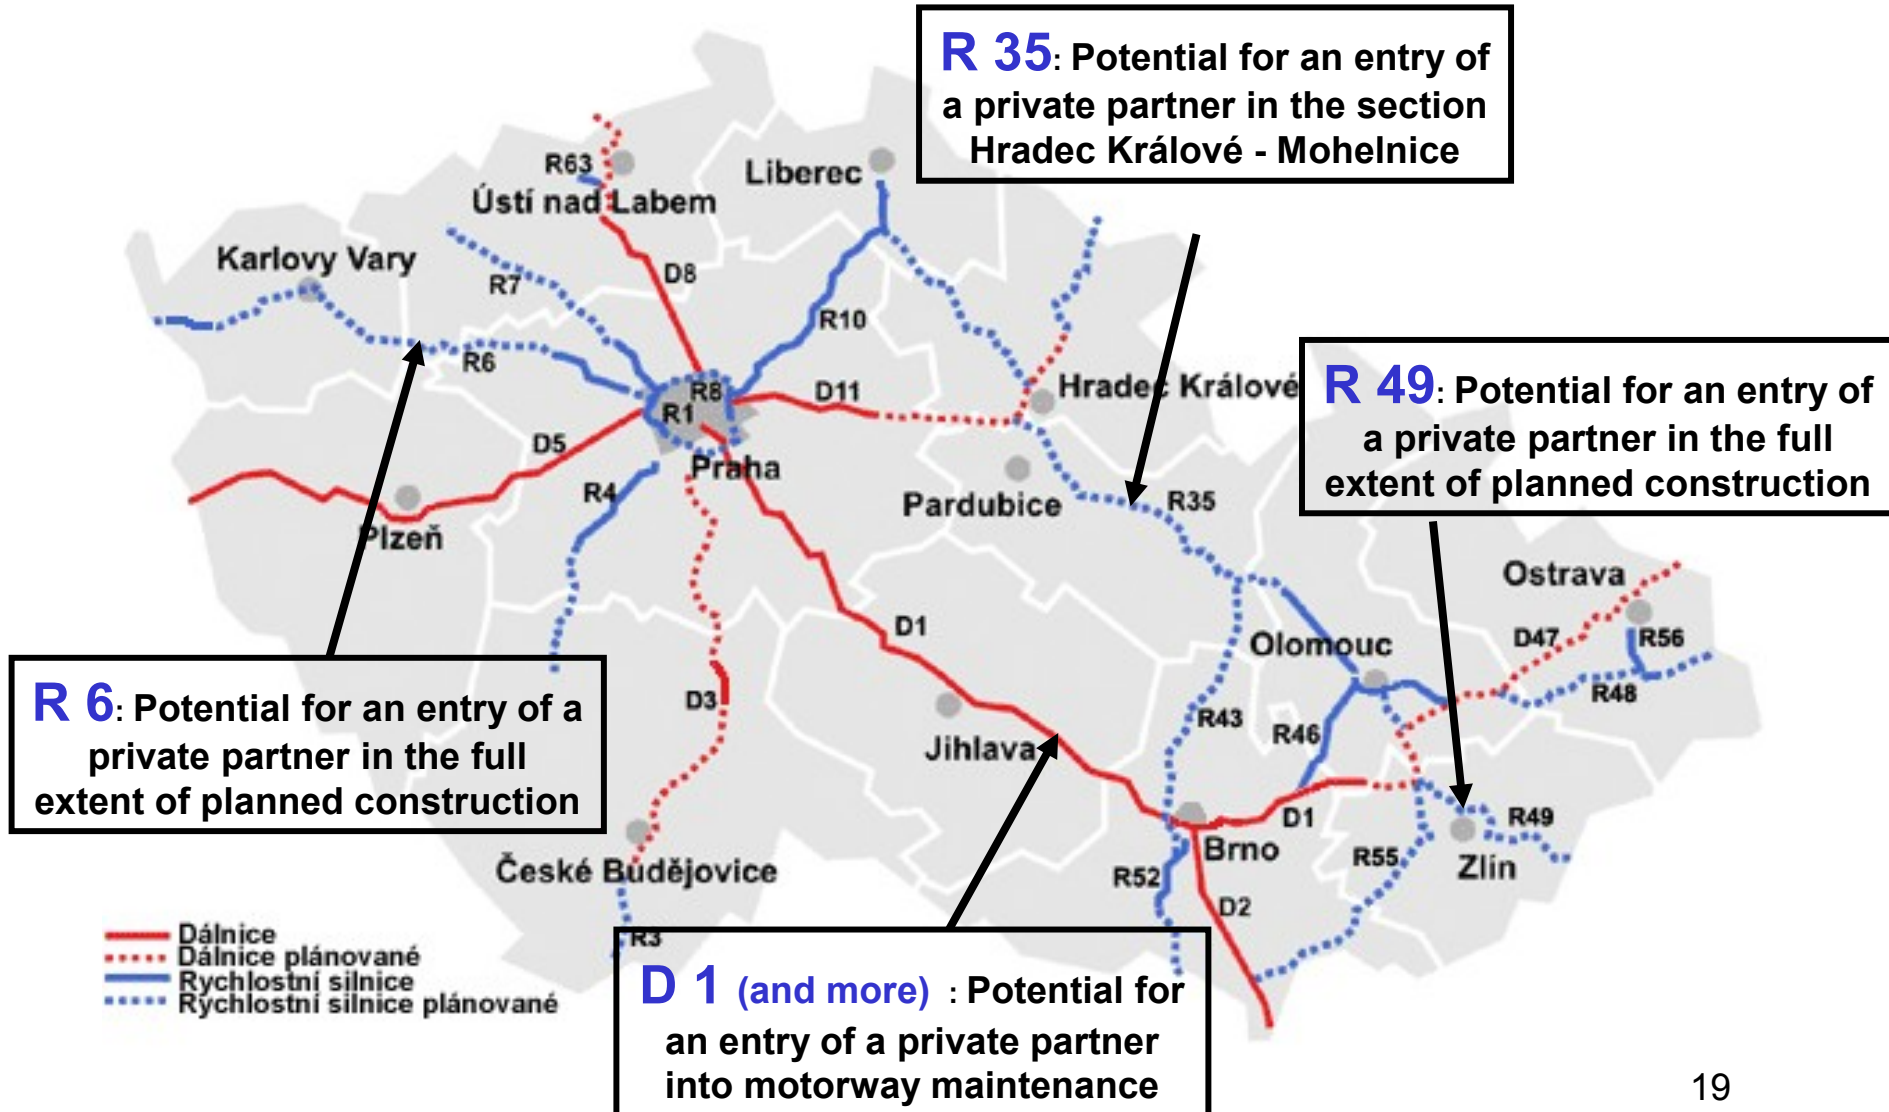 R 35: Potential for an entry of
a private partner in the section
Hradec Králové - Mohelnice
R63
Ústí nad Labem
Liberec
Karlovy Vary
R7
D8
R10
R6
R8
R1
D11
Hradec Králové
R 49: Potential for an entry of
a private partner in the full
extent of planned construction
D5
Praha
R4
Pardubice
R35
Plzeň
Ostrava
D1
Olomouc
D47
R56
R 6: Potential for an entry of a
private partner in the full
extent of planned construction
D3
R48
R43
R46
Jihlava
D1
R49
Brno
R55
Zlín
České Budějovice
R52
D2
Dálnice
Dálnice plánované
Rychlostní silnice
Rychlostní silnice plánované
R3
D 1 (and more) : Potential for
an entry of a private partner
into motorway maintenance
19